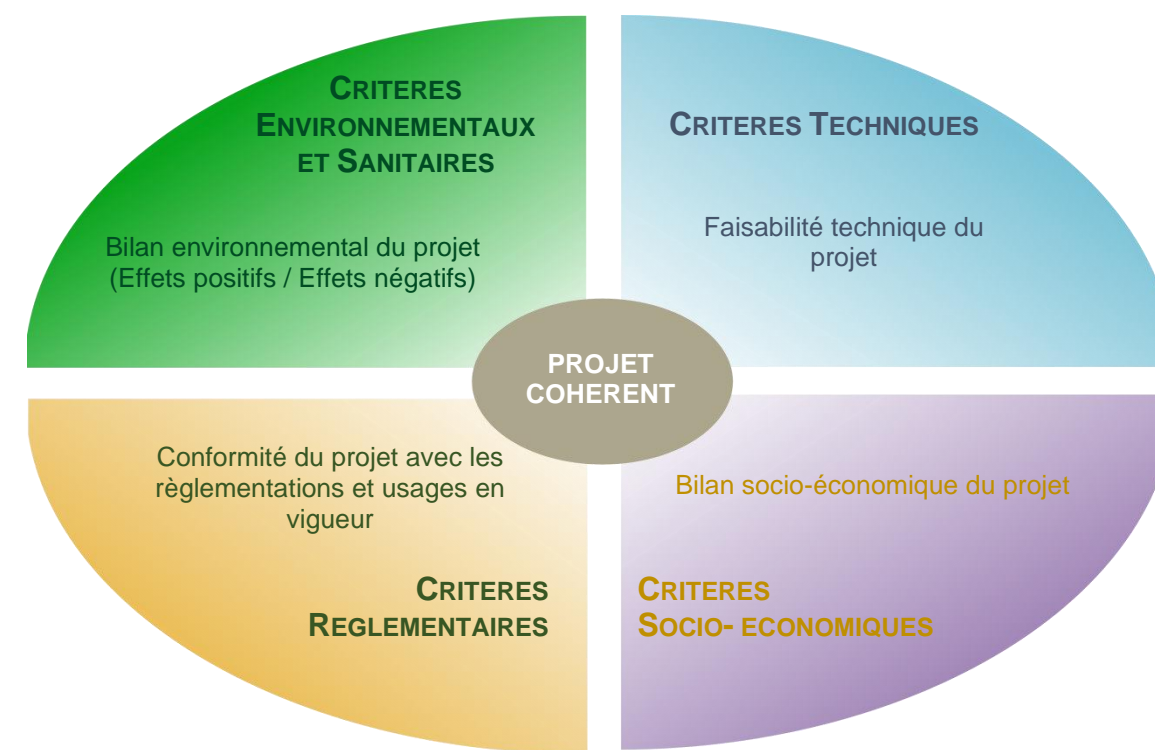 CRITERES
ENVIRONNEMENTAUX
ET SANITAIRES
Bilan environnemental du projet
(Effets positifs / Effets négatifs)
CRITERES TECHNIQUES
Faisabilité technique du
projet
PROJET
COHERENT
Conformité du projet avec les
règlementations et usages en
vigueur
CRITERES
REGLEMENTAIRES
Bilan socio-économique du projet
CRITERES
SOCIO- ECONOMIQUES